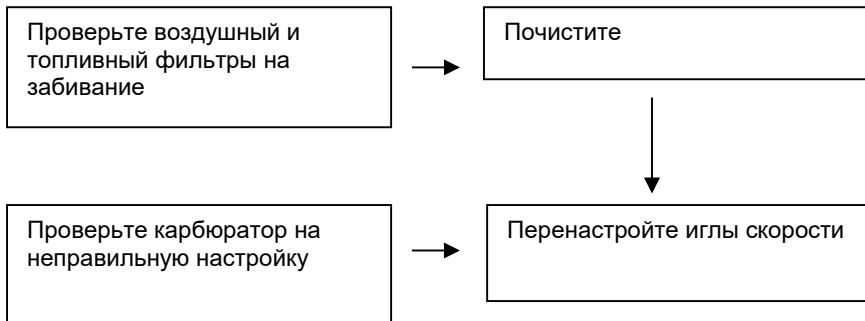 Проверьте воздушный и
топливный фильтры на
забивание
Почистите
Проверьте карбюратор на
неправильную настройку
Перенастройте иглы скорости